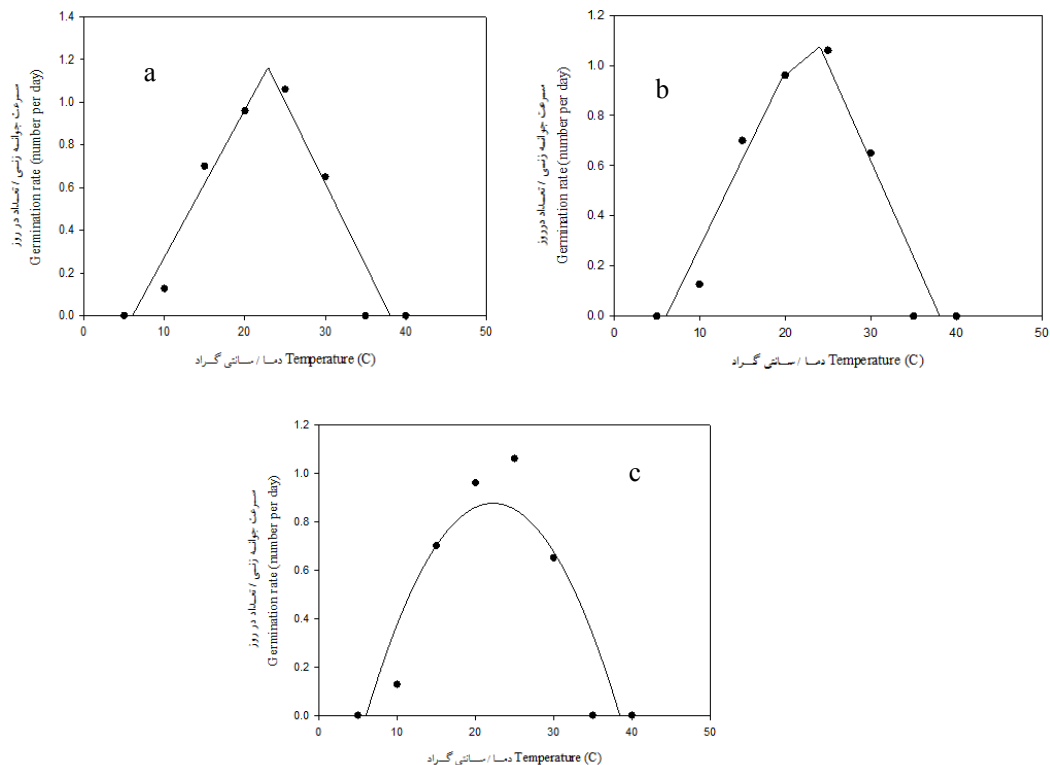 a
1.4
1.2
1.0
0.8
0.6
0.4
0.2
0.0
0 10 20 30 40 50
سرعت جوانه زنی / تعداد در روز
Germination rate (number per day)
دما / سانتی گراد Temperature (C)
b
1.2
1.0
0.8
0.6
0.4
0.2
0.0
0 10 20 30 40 50
سرعت جوانه زنی / تعداد درروز
Germination rate (number per day)
دما / سانتی گراد Temperature (C)
c
1.2
1.0
0.8
0.6
0.4
0.2
0.0
0 10 20 30 40 50
سرعت جوانه زنی / تعداد در روز
Germination rate (number per day)
دما / سانتی گراد Temperature (C)